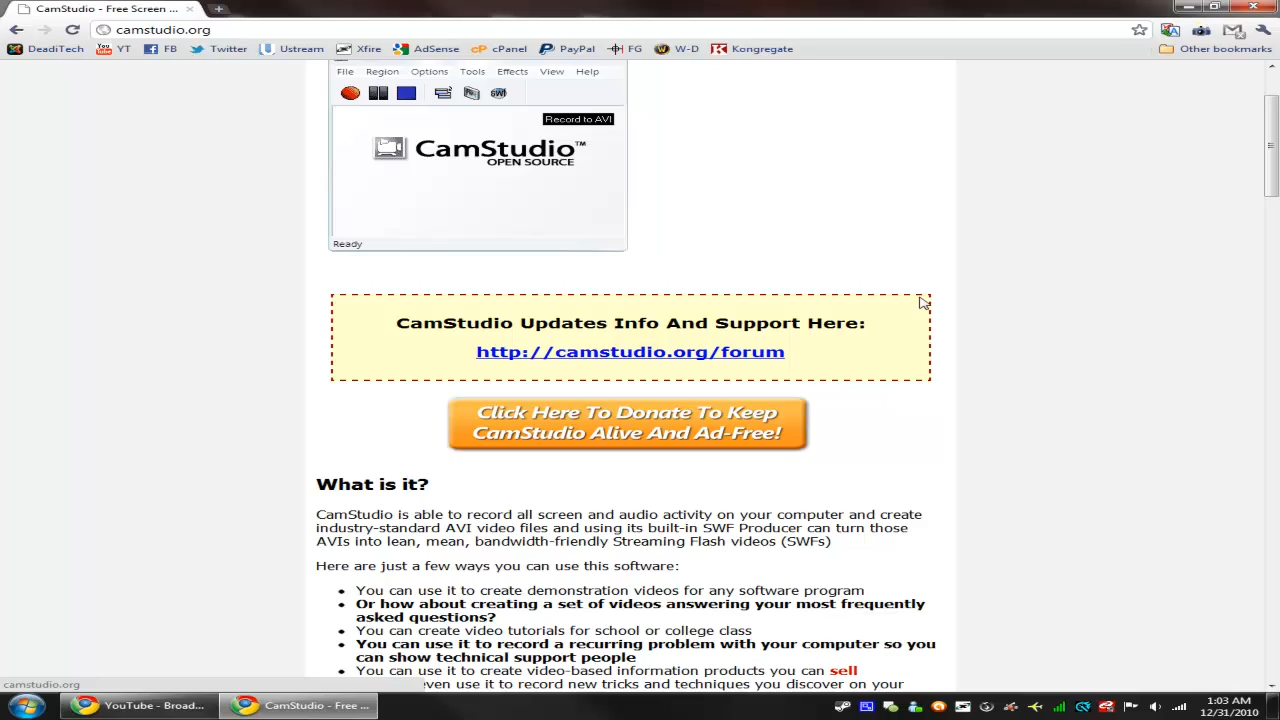 CamStudio - Free Screen ...
camstudio.org
DeadiTech YT FB Twitter Ustream Xfire AdSense cPanel PayPal FG W-D Kongregate Other bookmarks
File Region Options Tools Effects View Help
Record to AVI
CamStudio™
OPEN SOURCE
Ready
CamStudio Updates Info And Support Here:
http://camstudio.org/forum
Click Here To Donate To Keep
CamStudio Alive And Ad-Free!
What is it?
CamStudio is able to record all screen and audio activity on your computer and create
industry-standard AVI video files and using its built-in SWF Producer can turn those
AVIs into lean, mean, bandwidth-friendly Streaming Flash videos (SWFs)
Here are just a few ways you can use this software:
You can use it to create demonstration videos for any software program
Or how about creating a set of videos answering your most frequently
asked questions?
You can create video tutorials for school or college class
You can use it to record a recurring problem with your computer so you
can show technical support people
You can use it to create video-based information products you can sell
even use it to record new tricks and techniques you discover on your
camstudio.org
YouTube - Broad...
CamStudio - Free ...
1:03 AM
12/31/2010